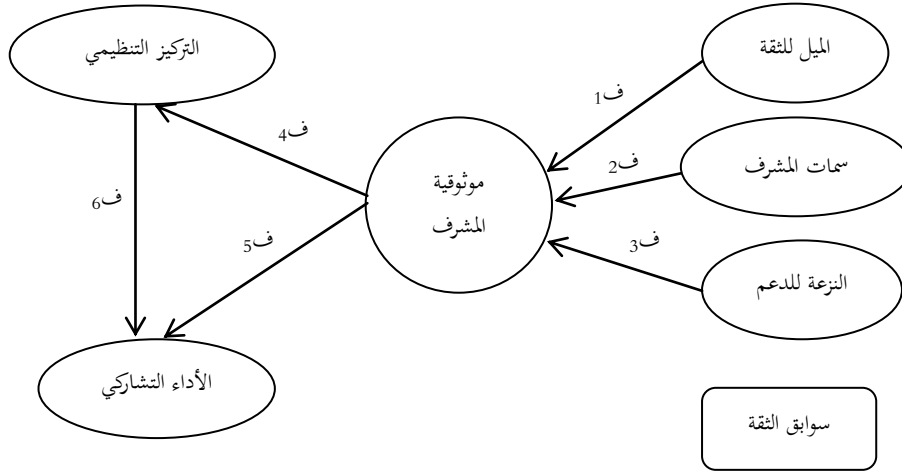 الميل للثقة
التركيز التنظيمي
ف1
ف4
ف2
سمات المشرف
موثوقية
المشرف
ف6
ف5
ف3
النزعة للدعم
الأداء التشاركي
سوابق الثقة